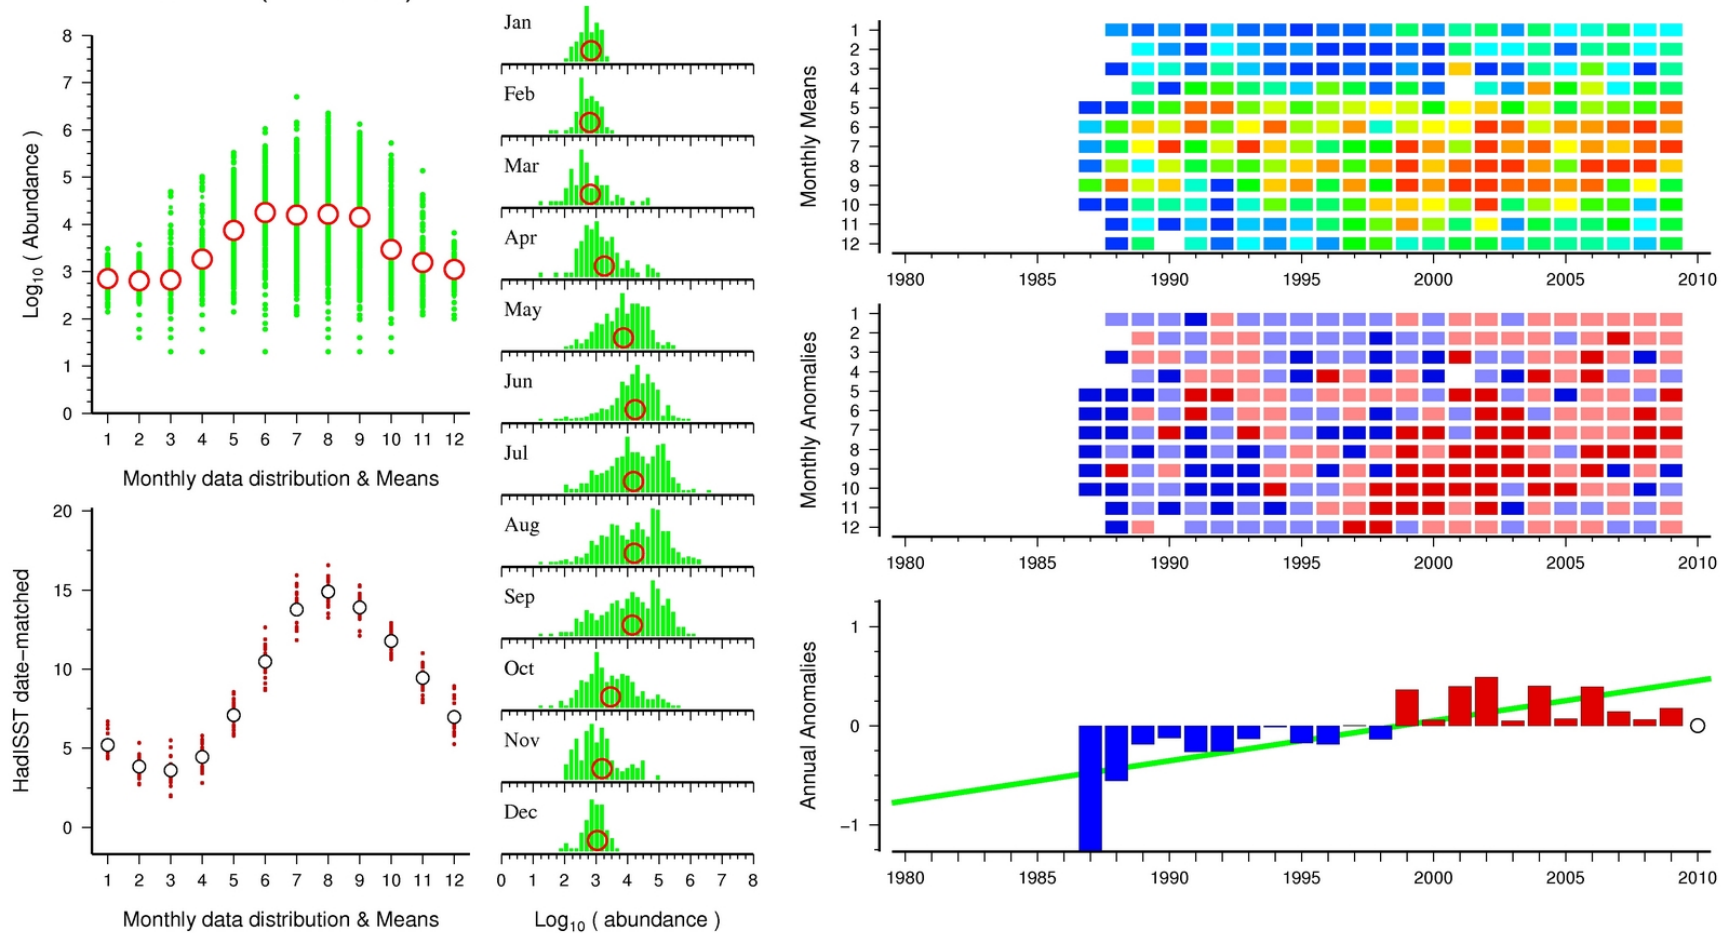 Log10 ( Abundance )
8
7
6
5
4
3
2
1
0
1 2 3 4 5 6 7 8 9 10 11 12
Monthly data distribution & Means
HadISST date-matched
20
15
10
5
0
1 2 3 4 5 6 7 8 9 10 11 12
Monthly data distribution & Means
Jan
Feb
Mar
Apr
May
Jun
Jul
Aug
Sep
Oct
Nov
Dec
0 1 2 3 4 5 6 7 8
Log10 ( abundance )
Monthly Means
1
2
3
4
5
6
7
8
9
10
11
12
1980 1985 1990 1995 2000 2005 2010
Monthly Anomalies
1
2
3
4
5
6
7
8
9
10
11
12
1980 1985 1990 1995 2000 2005 2010
Annual Anomalies
1
0
−1
1980 1985 1990 1995 2000 2005 2010